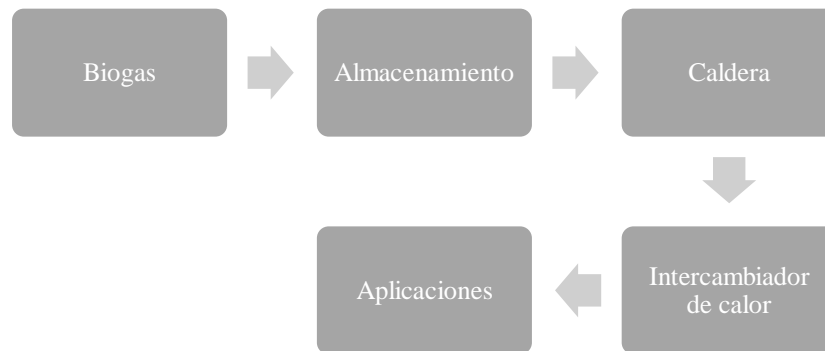 Biogas
Almacenamiento
Caldera
Aplicaciones
Intercambiador
de calor